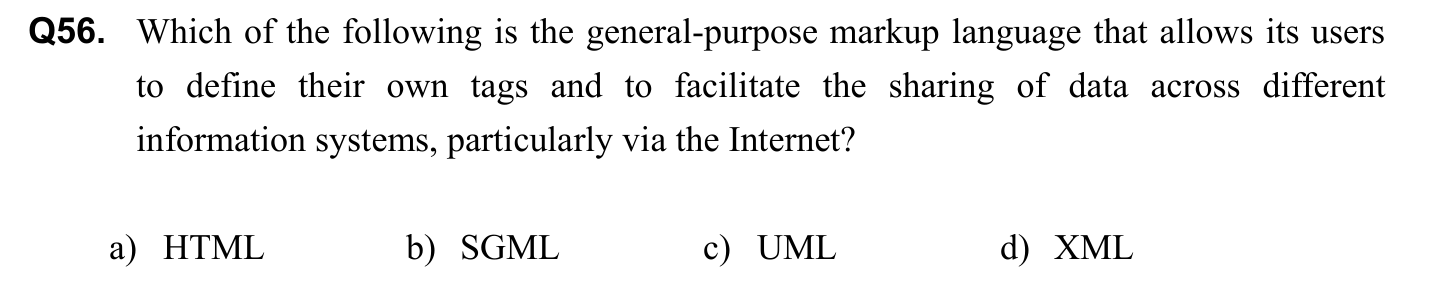 Q56. Which of the following is the general-purpose markup language that allows its users
to define their own tags and to facilitate the sharing of data across different
information systems, particularly via the Internet?
a) HTML b) SGML c) UML d) XML